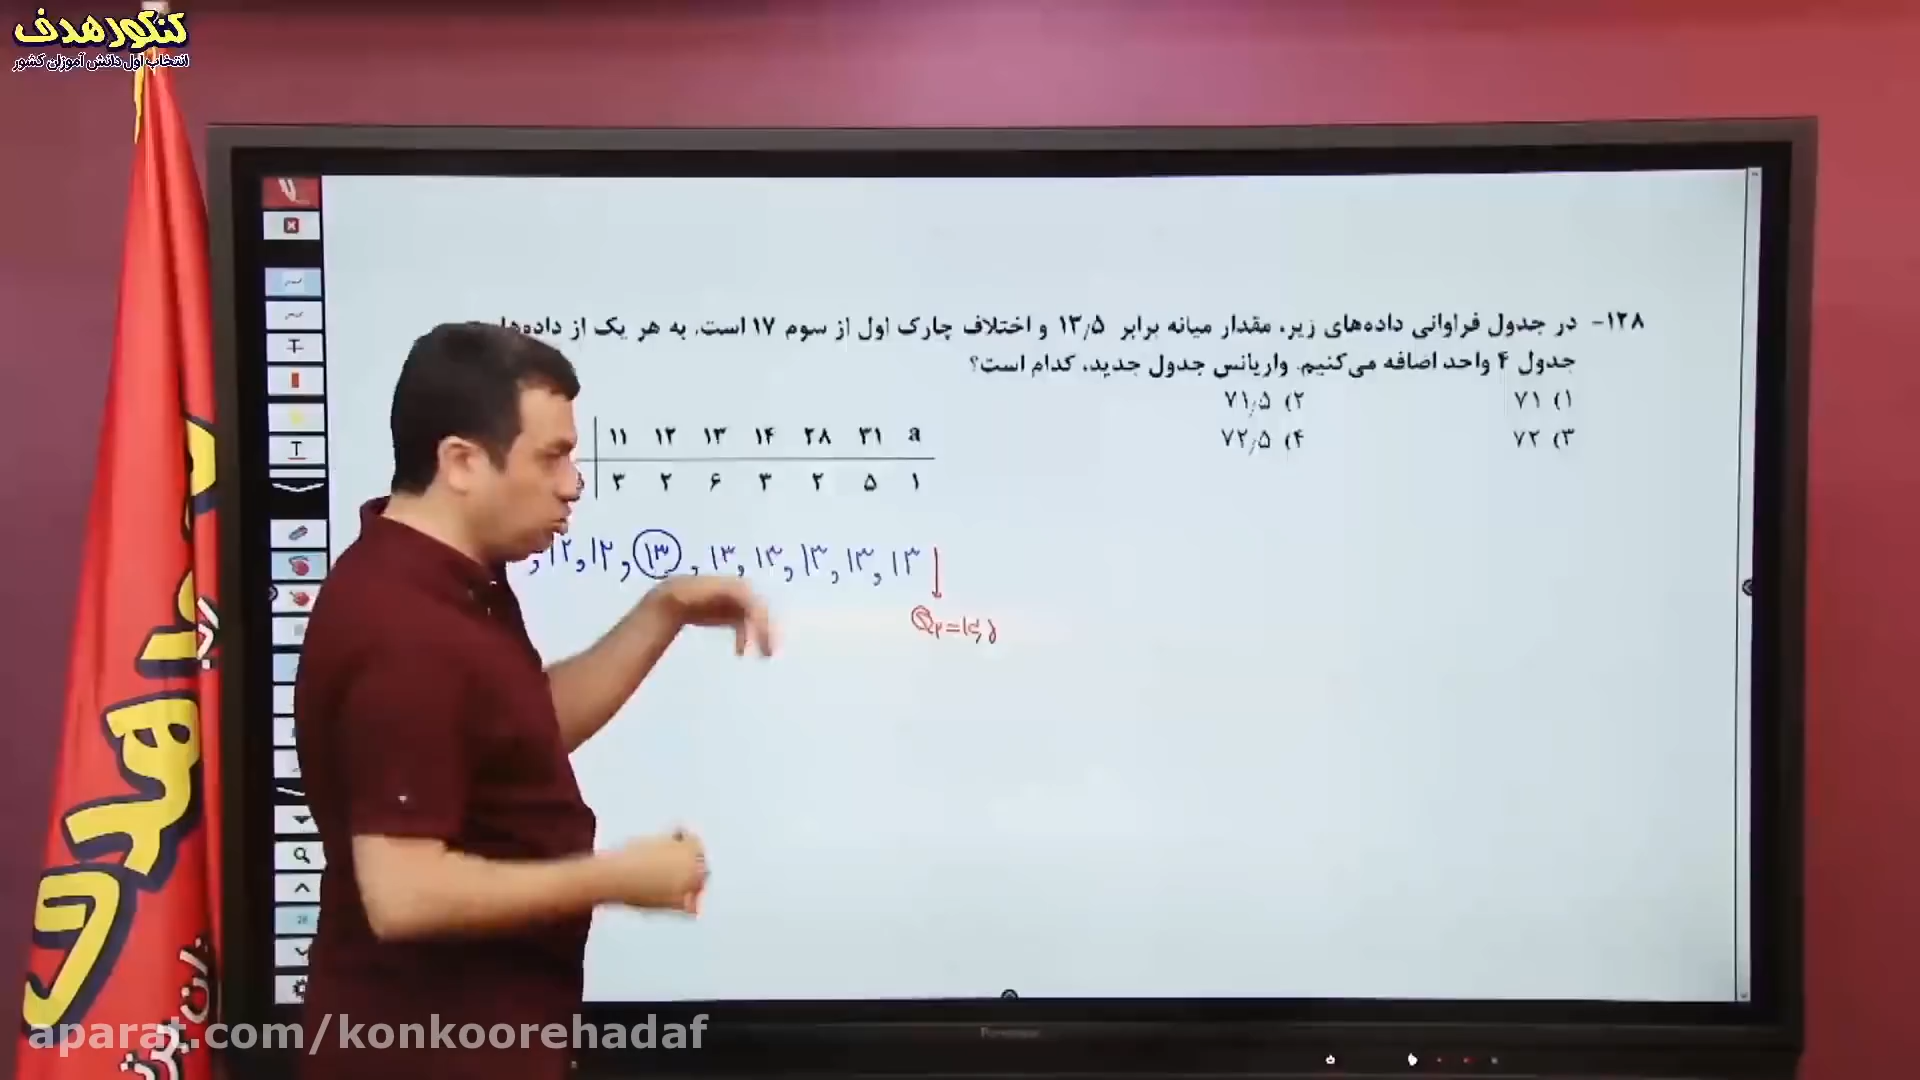 کنکور هدف
انتخاب اول دانش آموزان کشور
۱۲۸- در جدول فراوانی داده‌های زیر، مقدار میانه برابر ۱۳٫۵ و اختلاف چارک اول از سوم ۱۷ است. به هر یک از داده‌های
جدول ۴ واحد اضافه می‌کنیم. واریانس جدول جدید، کدام است؟
۱) ۷۱ ۲) ۷۱٫۵
۳) ۷۲ ۴) ۷۲٫۵
۱۱ ۱۲ ۱۳ ۱۴ ۲۸ ۳۱ a
۳ ۲ ۶ ۳ ۲ ۵ ۱
, ۱۲, ۱۲, ۱۳, ۱۳, ۱۳, ۱۳, ۱۳, ۱۳
Q۲=۱۳٫۵
هدف
aparat.com/konkoorehadaf